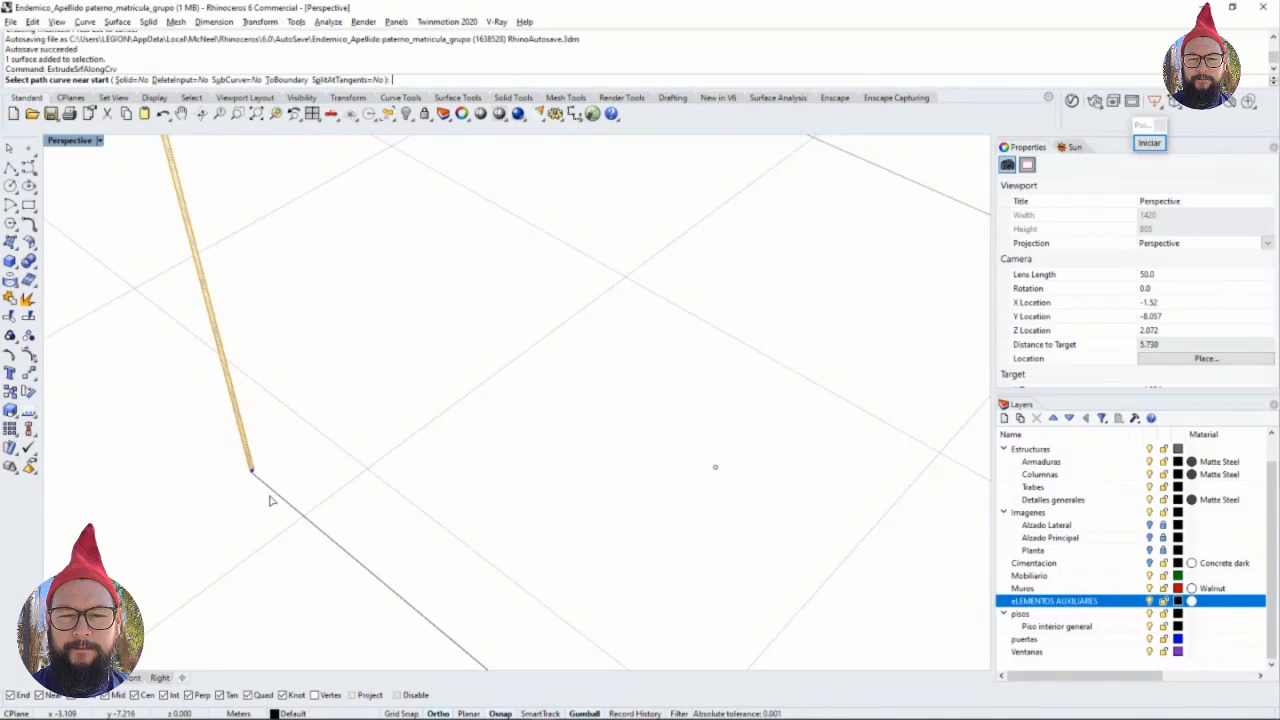 Endemico_Apellido paterno_matricula_grupo (1 MB) - Rhinoceros 6 Commercial - [Perspective]
File Edit View Curve Surface Solid Mesh Dimension Transform Tools Analyze Render Panels Twinmotion 2020 V-Ray Help
Autosaving file as C:\Users\LEGION\AppData\Local\McNeel\Rhinoceros\6.0\AutoSave\Endemico_Apellido paterno_matricula_grupo (1638528) RhinoAutosave.3dm
Autosave succeeded
1 surface added to selection.
Command: ExtrudeSrfAlongCrv
Select path curve near start ( Solid=No DeleteInput=No SubCurve=No ToBoundary SplitAtTangents=No ):
Standard CPlanes Set View Display Select Viewport Layout Visibility Transform Curve Tools Surface Tools Solid Tools Mesh Tools Render Tools Drafting New in V6 Surface Analysis Enscape Enscape Capturing
Iniciar
Perspective
Properties Sun
Viewport
Title Perspective
Width 1420
Height 803
Projection Perspective
Camera
Lens Length 50.0
Rotation 0.0
X Location -1.52
Y Location -8.057
Z Location 2.072
Distance to Target 5.730
Location Place...
Target
Layers
Name Material
Estructuras
Armaduras Matte Steel
Columnas Matte Steel
Trabes
Detalles generales Matte Steel
Imagenes
Alzado Lateral
Alzado Principal
Planta
Cimentacion Concrete dark
Mobiliario
Muros Walnut
eLEMENTOS AUXILIARES
pisos
Piso interior general
puertas
Ventanas
Right
End Near Mid Cen Int Perp Tan Quad Knot Vertex Project Disable
CPlane x -3.109 y -7.216 z 0.000 Meters Default Grid Snap Ortho Planar Osnap SmartTrack Gumball Record History Filter Absolute tolerance: 0.001